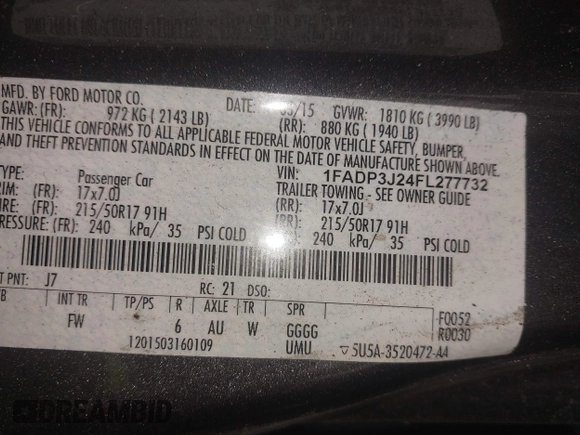 MFD. BY FORD MOTOR CO.
DATE: 03/15 GVWR: 1810 KG ( 3990 LB)
GAWR: (FR): 972 KG ( 2143 LB) (RR): 880 KG ( 1940 LB)
THIS VEHICLE CONFORMS TO ALL APPLICABLE FEDERAL MOTOR VEHICLE SAFETY, BUMPER,
AND THEFT PREVENTION STANDARDS IN EFFECT ON THE DATE OF MANUFACTURE SHOWN ABOVE.
VIN: 1FADP3J24FL277732
TYPE: Passenger Car TRAILER TOWING - SEE OWNER GUIDE
RIM: (FR): 17x7.0J (RR): 17x7.0J
(FR): 215/50R17 91H (RR): 215/50R17 91H
(FR): 240 kPa/ 35 PSI COLD (RR): 240 kPa/ 35 PSI COLD
PNT: J7 RC: 21 DSO:
INT TR TP/PS R AXLE TR SPR
FW 6 AU W GGGG
F0052
R0030
1201503160109 UMU ▽5U5A-3520472-AA
DREAMBID